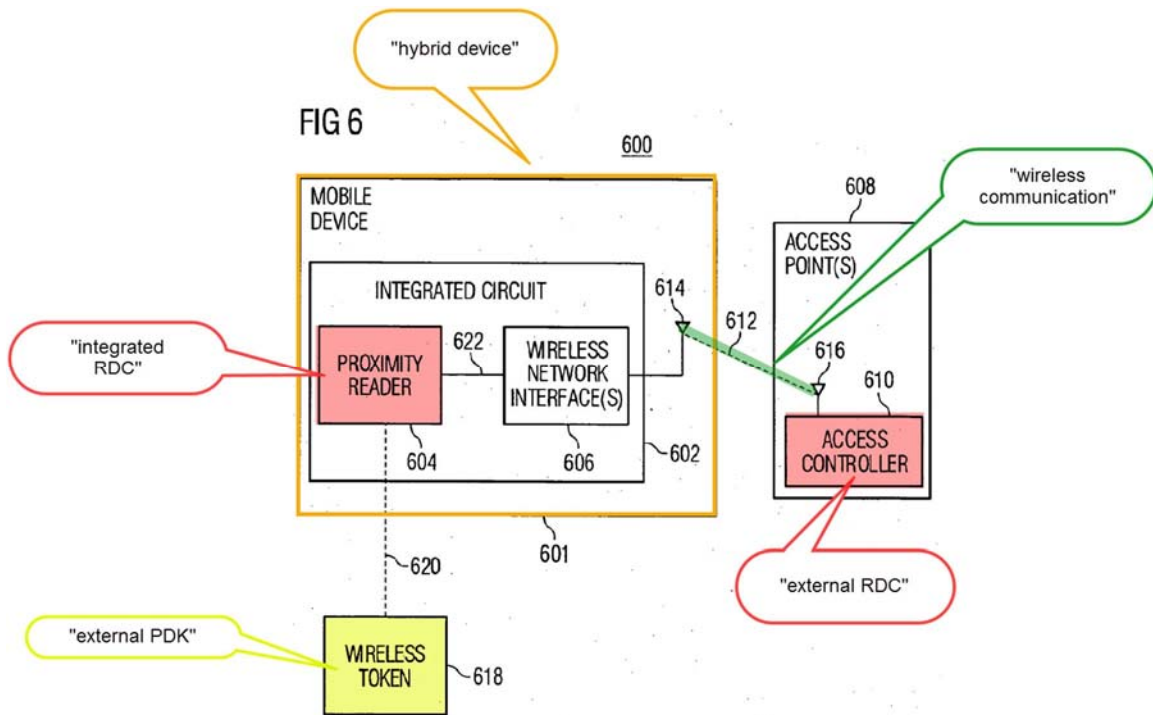 "hybrid device"
FIG 6
600
"wireless
communication"
MOBILE
DEVICE
608
ACCESS
POINT(S)
INTEGRATED CIRCUIT
614
612
"integrated
RDC"
PROXIMITY
READER
622
WIRELESS
NETWORK
INTERFACE(S)
616
610
ACCESS
CONTROLLER
604
606
602
601
"external RDC"
620
"external PDK"
WIRELESS
TOKEN
618